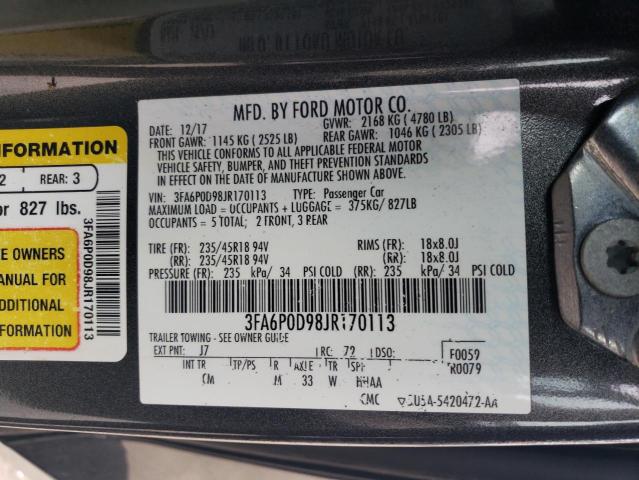 MFD. BY FORD MOTOR CO.
DATE: 12/17 GVWR: 2168 KG ( 4780 LB)
FRONT GAWR: 1145 KG ( 2525 LB) REAR GAWR: 1046 KG ( 2305 LB)
THIS VEHICLE CONFORMS TO ALL APPLICABLE FEDERAL MOTOR
VEHICLE SAFETY, BUMPER, AND THEFT PREVENTION STANDARDS
IN EFFECT ON THE DATE OF MANUFACTURE SHOWN ABOVE.
VIN: 3FA6P0D98JR170113 TYPE: Passenger Car
MAXIMUM LOAD = OCCUPANTS + LUGGAGE = 375KG/ 827LB
OCCUPANTS = 5 TOTAL; 2 FRONT, 3 REAR
TIRE (FR): 235/45R18 94V RIMS (FR): 18x8.0J
(RR): 235/45R18 94V (RR): 18x8.0J
PRESSURE (FR): 235 kPa/ 34 PSI COLD (RR): 235 kPa/ 34 PSI COLD
3FA6P0D98JR170113
TRAILER TOWING - SEE OWNER GUIDE
EXT PNT: J7 RC: 72 DSO: F0059
INT TR TP/PS R AXLE TR SPR R0079
CM M 33 W HHAA
CMC 5420472-AA
INFORMATION
2 REAR: 3
or 827 lbs.
E OWNERS
MANUAL FOR
ADDITIONAL
INFORMATION
3FA6P0D98JR170113